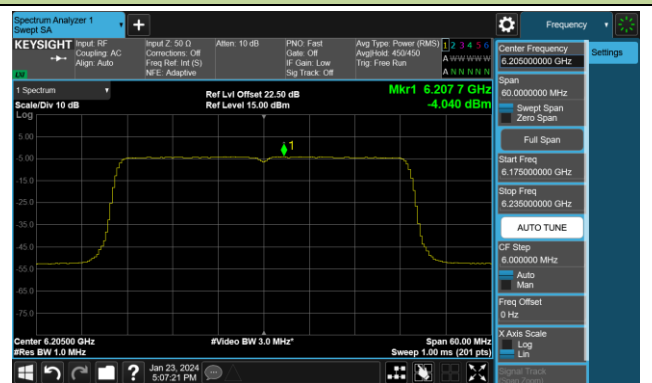 Spectrum Analyzer 1
Swept SA
Frequency
KEYSIGHT
Input: RF
Coupling: AC
Align: Auto
Input Z: 50 Ω
Corrections: Off
Freq Ref: Int (S)
NFE: Adaptive
Atten: 10 dB
PNO: Fast
Gate: Off
IF Gain: Low
Sig Track: Off
Avg Type: Power (RMS)
Avg|Hold: 450/450
Trig: Free Run
1 2 3 4 5 6
A W W W W W
A N N N N N
LXI
1 Spectrum
Scale/Div 10 dB
Log
Ref Lvl Offset 22.50 dB
Ref Level 15.00 dBm
Mkr1 6.207 7 GHz
-4.040 dBm
1
5.00
-5.00
-15.0
-25.0
-35.0
-45.0
-55.0
-65.0
-75.0
Center 6.20500 GHz
#Res BW 1.0 MHz
#Video BW 3.0 MHz*
Span 60.00 MHz
Sweep 1.00 ms (201 pts)
Center Frequency
6.205000000 GHz
Span
60.0000000 MHz
Swept Span
Zero Span
Full Span
Start Freq
6.175000000 GHz
Stop Freq
6.235000000 GHz
AUTO TUNE
CF Step
6.000000 MHz
Auto
Man
Freq Offset
0 Hz
X Axis Scale
Log
Lin
Signal Track
Settings
?
Jan 23, 2024
5:07:21 PM